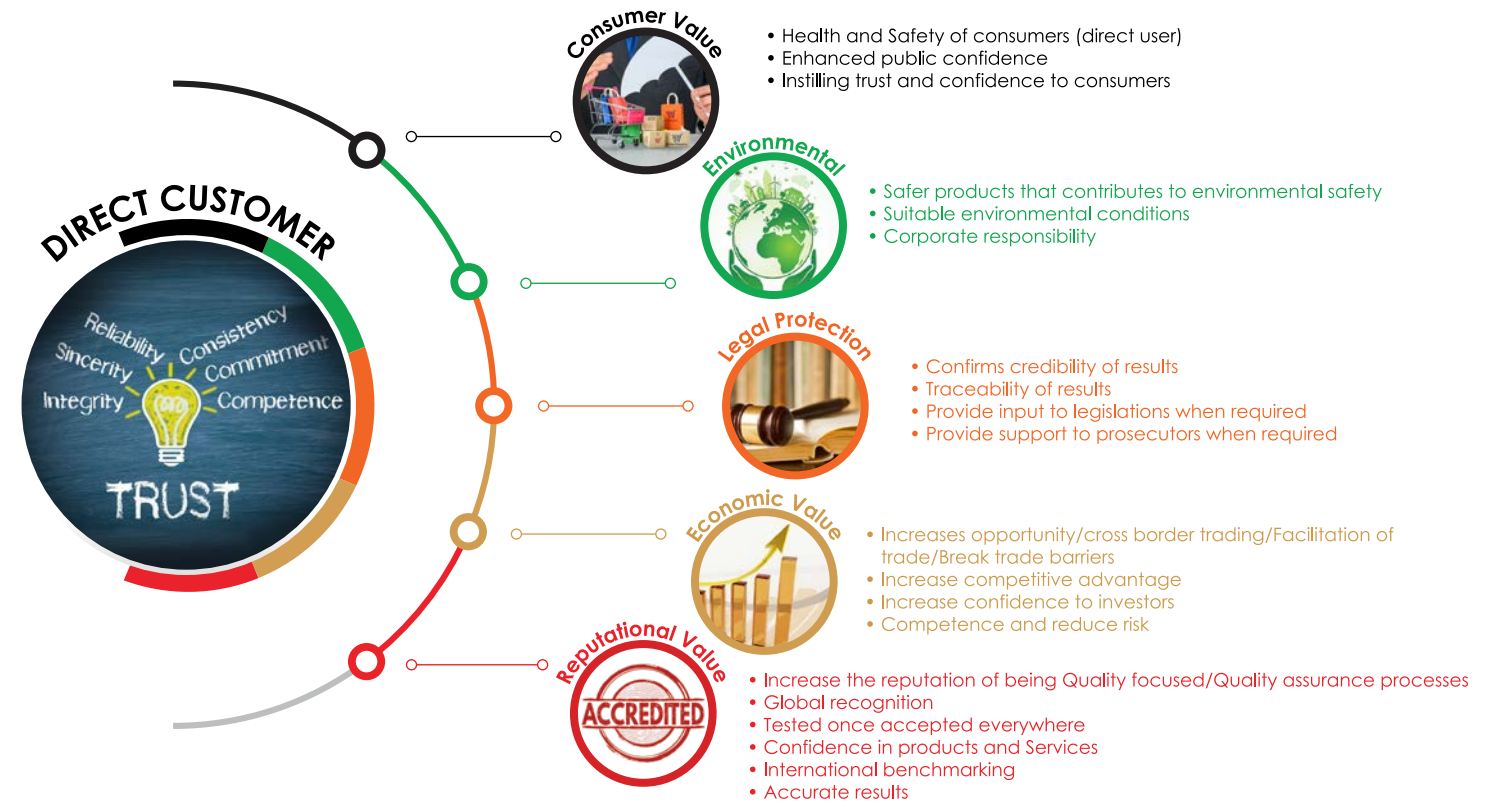 DIRECT CUSTOMER
Reliability
Consistency
Sincerity
Commitment
Integrity
Competence
TRUST
Consumer Value
• Health and Safety of consumers (direct user)
• Enhanced public confidence
• Instilling trust and confidence to consumers
Environmental
• Safer products that contributes to environmental safety
• Suitable environmental conditions
• Corporate responsibility
Legal Protection
• Confirms credibility of results
• Traceability of results
• Provide input to legislations when required
• Provide support to prosecutors when required
Economic Value
• Increases opportunity/cross border trading/Facilitation of
trade/Break trade barriers
• Increase competitive advantage
• Increase confidence to investors
• Competence and reduce risk
Reputational Value
ACCREDITED
• Increase the reputation of being Quality focused/Quality assurance processes
• Global recognition
• Tested once accepted everywhere
• Confidence in products and Services
• International benchmarking
• Accurate results